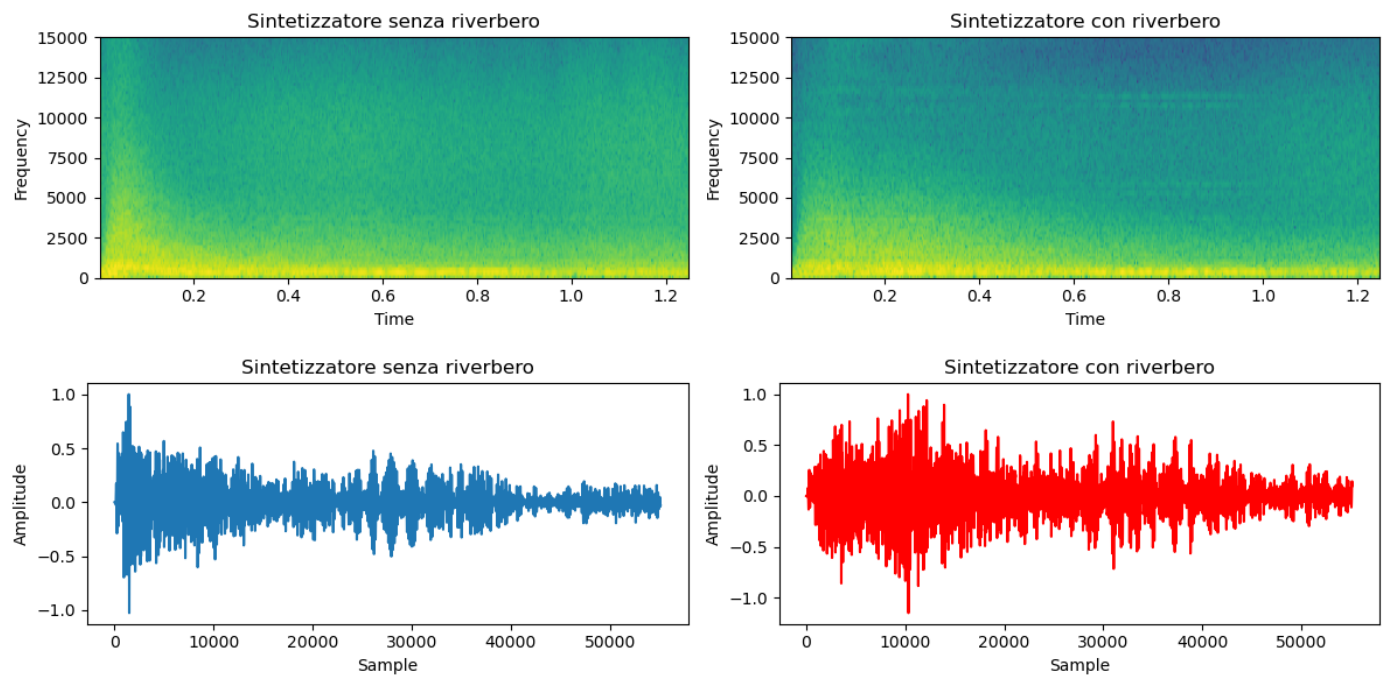 Sintetizzatore senza riverbero
15000
12500
10000
7500
5000
2500
0
Frequency
0.2 0.4 0.6 0.8 1.0 1.2
Time
Sintetizzatore con riverbero
15000
12500
10000
7500
5000
2500
0
Frequency
0.2 0.4 0.6 0.8 1.0 1.2
Time
Sintetizzatore senza riverbero
1.0
0.5
0.0
−0.5
−1.0
Amplitude
0 10000 20000 30000 40000 50000
Sample
Sintetizzatore con riverbero
1.0
0.5
0.0
−0.5
−1.0
Amplitude
0 10000 20000 30000 40000 50000
Sample